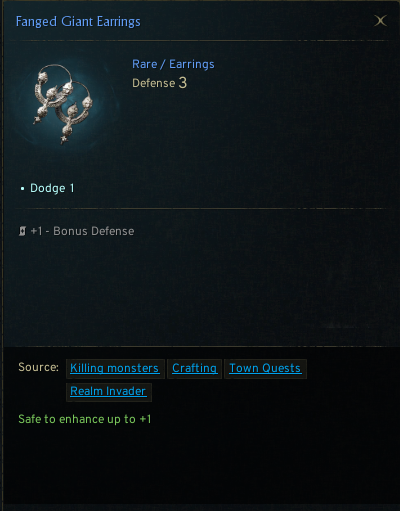 Fanged Giant Earrings
Rare / Earrings
Defense 3
• Dodge 1
+1 - Bonus Defense
Source: Killing monsters Crafting Town Quests
Realm Invader
Safe to enhance up to +1